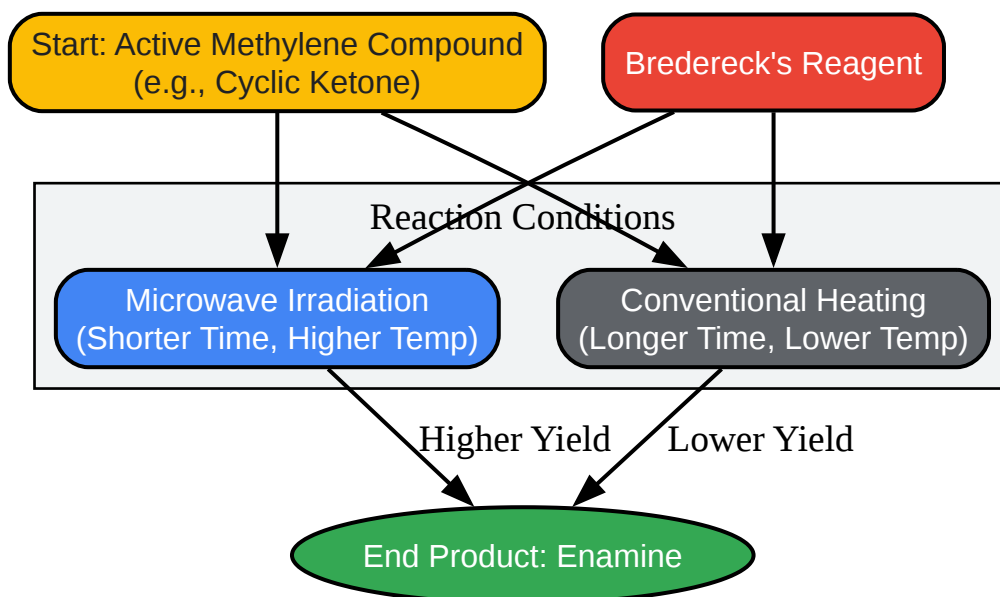 Start: Active Methylene Compound
(e.g., Cyclic Ketone)
Bredereck's Reagent
Reaction Conditions
Microwave Irradiation
(Shorter Time, Higher Temp)
Conventional Heating
(Longer Time, Lower Temp)
Higher Yield
Lower Yield
End Product: Enamine